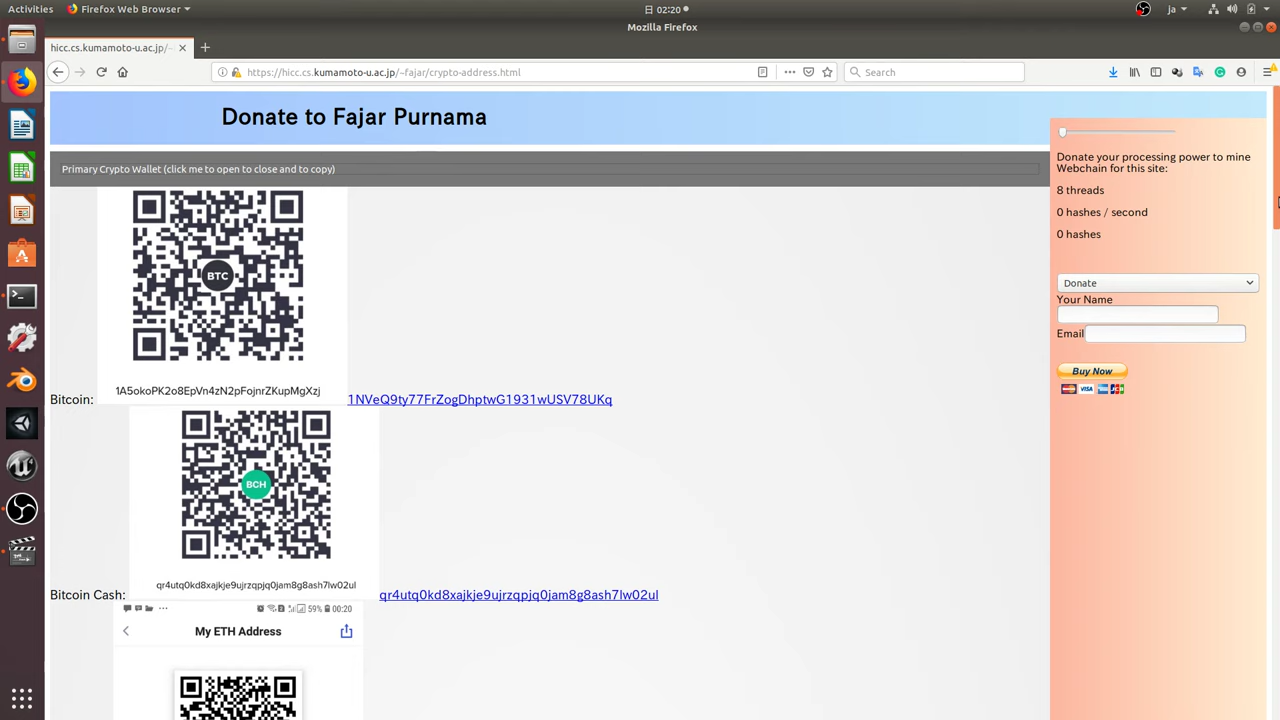 Activities
Firefox Web Browser
日 02:20
ja
Mozilla Firefox
hicc.cs.kumamoto-u.ac.jp/~
https://hicc.cs.kumamoto-u.ac.jp/~fajar/crypto-address.html
Search
Donate to Fajar Purnama
Primary Crypto Wallet (click me to open to close and to copy)
BTC
1A5okoPK2o8EpVn4zN2pFojnrZKupMgXzj
Bitcoin:
1NVeQ9ty77FrZogDhptwG1931wUSV78UKq
BCH
qr4utq0kd8xajkje9ujrzqpjq0jam8g8ash7lw02ul
Bitcoin Cash:
qr4utq0kd8xajkje9ujrzqpjq0jam8g8ash7lw02ul
59% 00:20
My ETH Address
Donate your processing power to mine
Webchain for this site:
8 threads
0 hashes / second
0 hashes
Donate
Your Name
Email
Buy Now
VISA